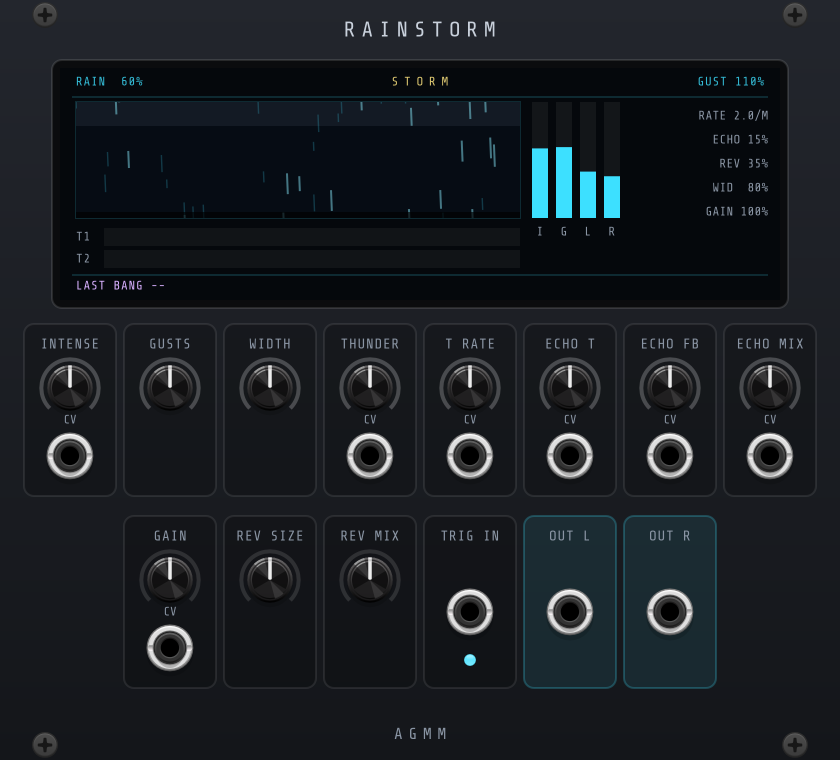 RAINSTORM
RAIN 60% STORM GUST 110%
RATE 2.0/M
ECHO 15%
REV 35%
WID 80%
GAIN 100%
I G L R
T1
T2
LAST BANG --
INTENSE GUSTS WIDTH THUNDER T RATE ECHO T ECHO FB ECHO MIX
CV CV CV CV CV CV
GAIN REV SIZE REV MIX TRIG IN OUT L OUT R
CV
AGMM